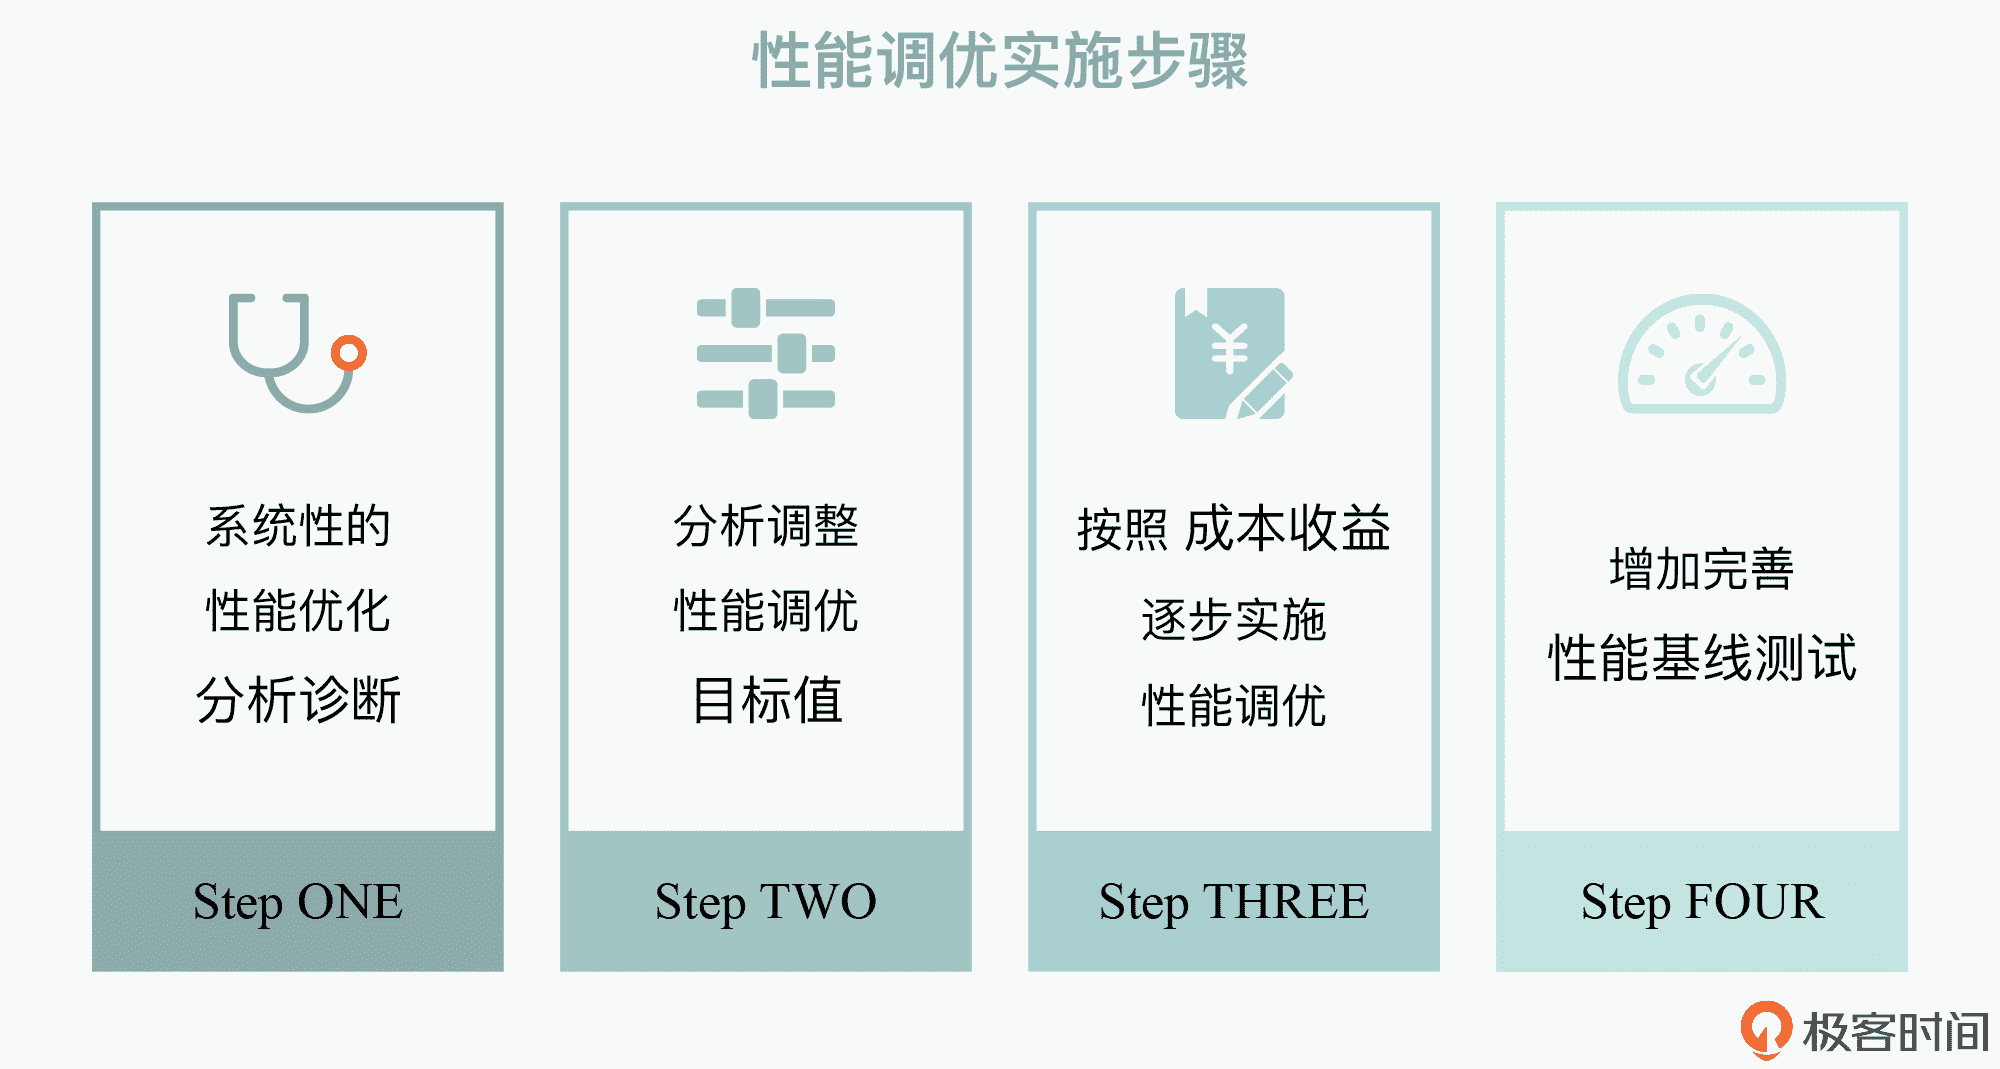 性能调优实施步骤
系统性的
性能优化
分析诊断
Step ONE
分析调整
性能调优
目标值
Step TWO
按照 成本收益
逐步实施
性能调优
Step THREE
增加完善
性能基线测试
Step FOUR
极客时间